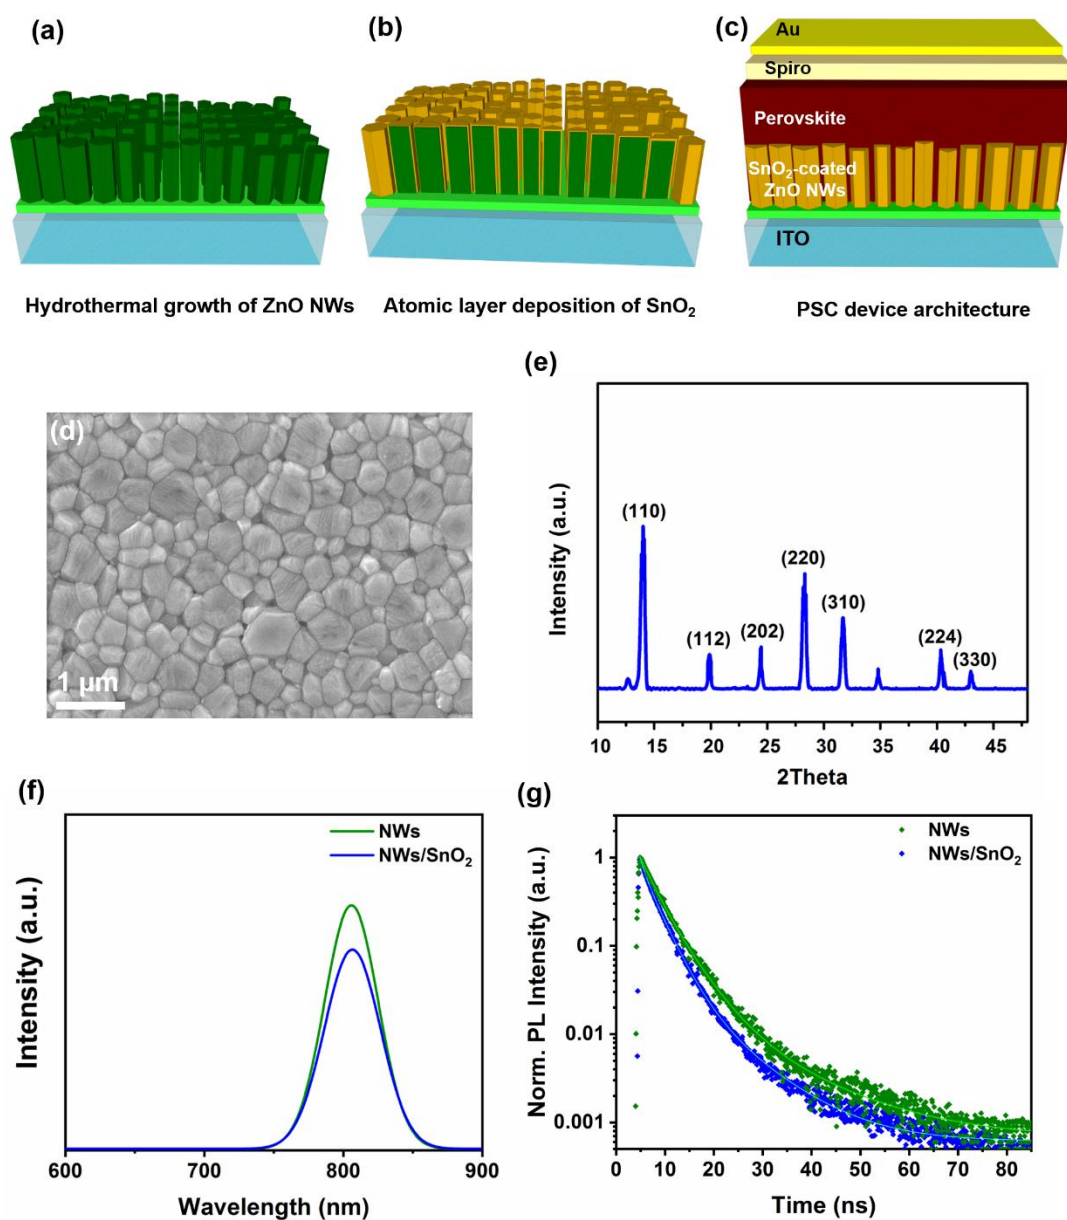 (a)
Hydrothermal growth of ZnO NWs
(b)
Atomic layer deposition of SnO₂
(c)
Au
Spiro
Perovskite
SnO₂-coated
ZnO NWs
ITO
PSC device architecture
(d)
1 µm
(e)
Intensity (a.u.)
(110)
(112)
(202)
(220)
(310)
(224)
(330)
10 15 20 25 30 35 40 45
2Theta
(f)
Intensity (a.u.)
NWs
NWs/SnO₂
600 700 800 900
Wavelength (nm)
(g)
Norm. PL Intensity (a.u.)
NWs
NWs/SnO₂
1
0.1
0.01
0.001
0 10 20 30 40 50 60 70 80
Time (ns)